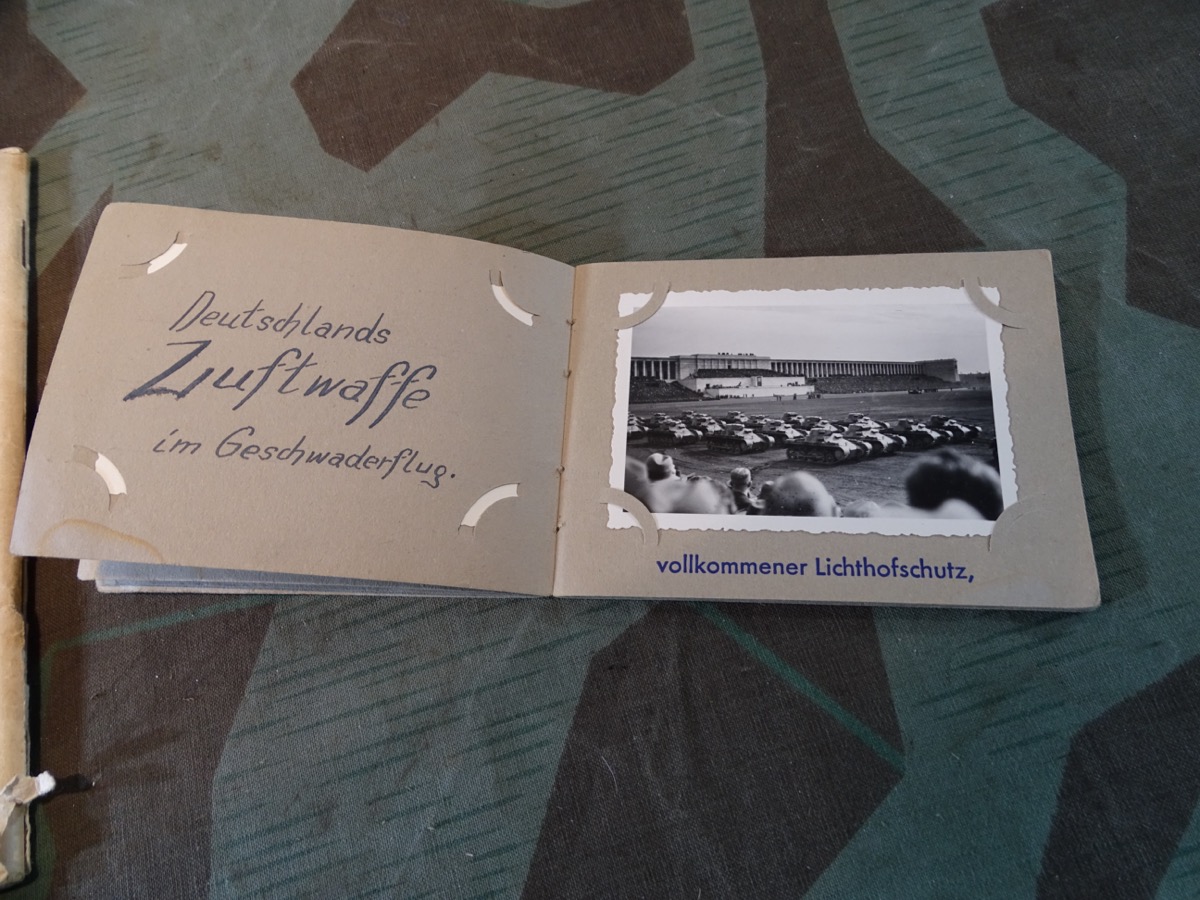 Deutschlands
Luftwaffe
im Geschwaderflug.
vollkommener Lichthofschutz,